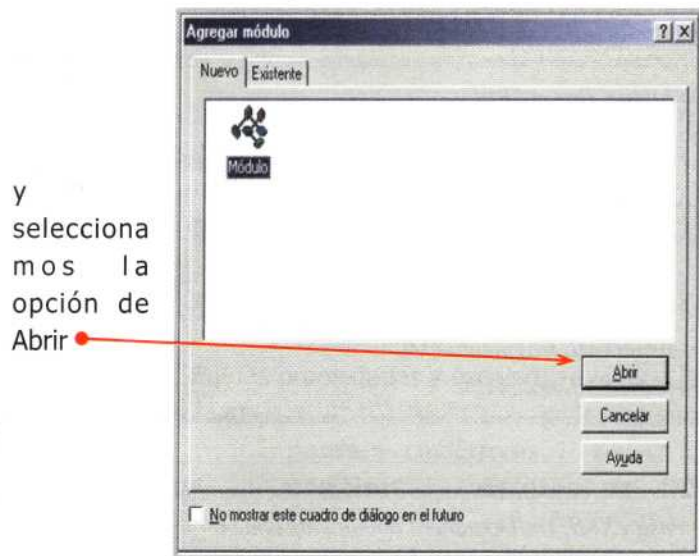 Agregar módulo
Nuevo Existente
Módulo
y
selecciona
mos la
opción de
Abrir
Abrir
Cancelar
Ayuda
No mostrar este cuadro de diálogo en el futuro